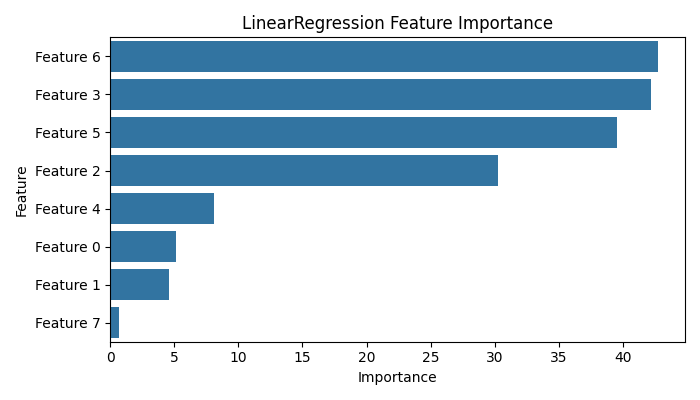 LinearRegression Feature Importance
Feature 6
Feature 3
Feature 5
Feature 2
Feature 4
Feature 0
Feature 1
Feature 7
Feature
0 5 10 15 20 25 30 35 40
Importance